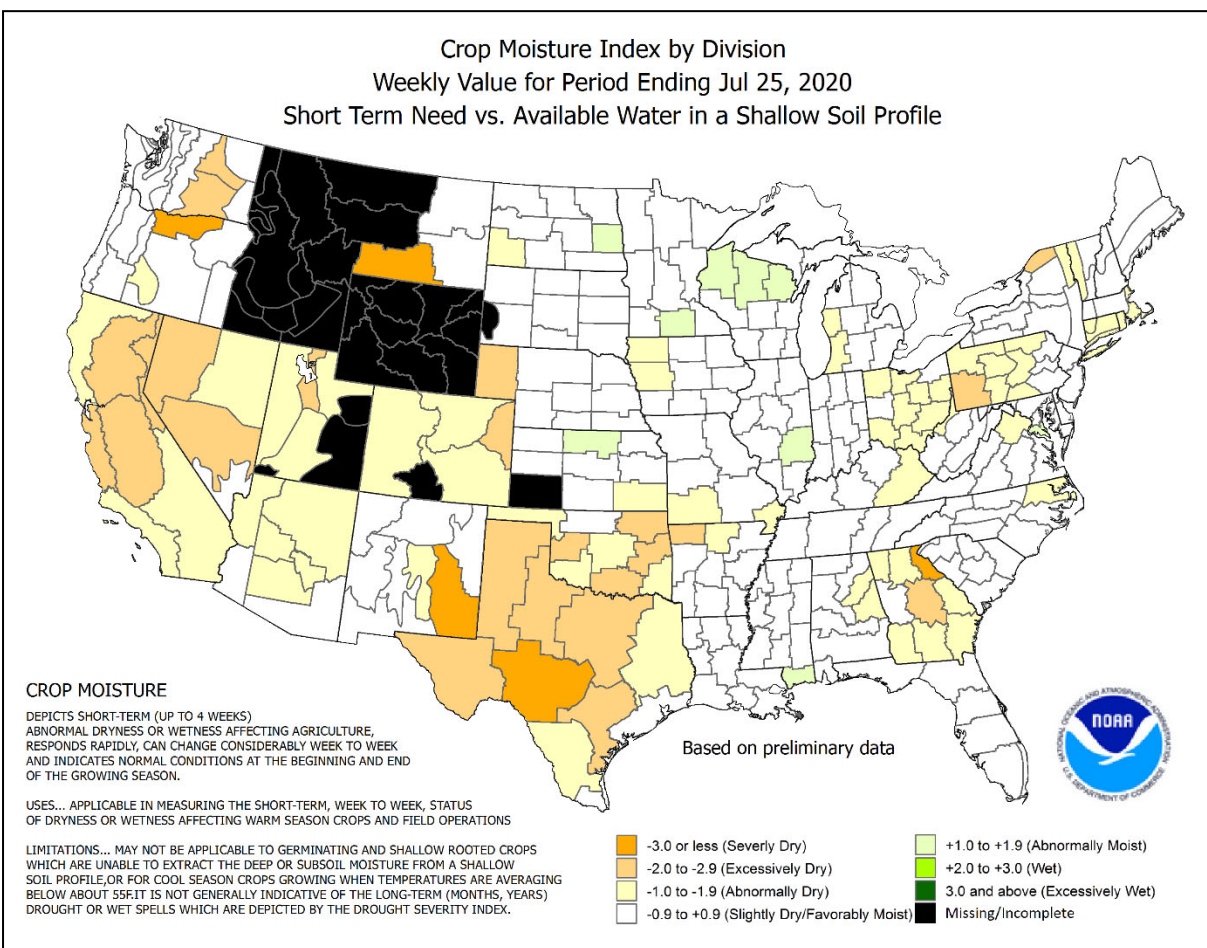 Crop Moisture Index by Division
Weekly Value for Period Ending Jul 25, 2020
Short Term Need vs. Available Water in a Shallow Soil Profile
CROP MOISTURE
DEPICTS SHORT-TERM (UP TO 4 WEEKS)
ABNORMAL DRYNESS OR WETNESS AFFECTING AGRICULTURE,
RESPONDS RAPIDLY, CAN CHANGE CONSIDERABLY WEEK TO WEEK
AND INDICATES NORMAL CONDITIONS AT THE BEGINNING AND END
OF THE GROWING SEASON.
USES... APPLICABLE IN MEASURING THE SHORT-TERM, WEEK TO WEEK, STATUS
OF DRYNESS OR WETNESS AFFECTING WARM SEASON CROPS AND FIELD OPERATIONS
LIMITATIONS... MAY NOT BE APPLICABLE TO GERMINATING AND SHALLOW ROOTED CROPS
WHICH ARE UNABLE TO EXTRACT THE DEEP OR SUBSOIL MOISTURE FROM A SHALLOW
SOIL PROFILE,OR FOR COOL SEASON CROPS GROWING WHEN TEMPERATURES ARE AVERAGING
BELOW ABOUT 55F.IT IS NOT GENERALLY INDICATIVE OF THE LONG-TERM (MONTHS, YEARS)
DROUGHT OR WET SPELLS WHICH ARE DEPICTED BY THE DROUGHT SEVERITY INDEX.
Based on preliminary data
NATIONAL OCEANIC AND ATMOSPHERIC ADMINISTRATION
NOAA
U.S. DEPARTMENT OF COMMERCE
-3.0 or less (Severly Dry)
-2.0 to -2.9 (Excessively Dry)
-1.0 to -1.9 (Abnormally Dry)
-0.9 to +0.9 (Slightly Dry/Favorably Moist)
+1.0 to +1.9 (Abnormally Moist)
+2.0 to +3.0 (Wet)
3.0 and above (Excessively Wet)
Missing/Incomplete